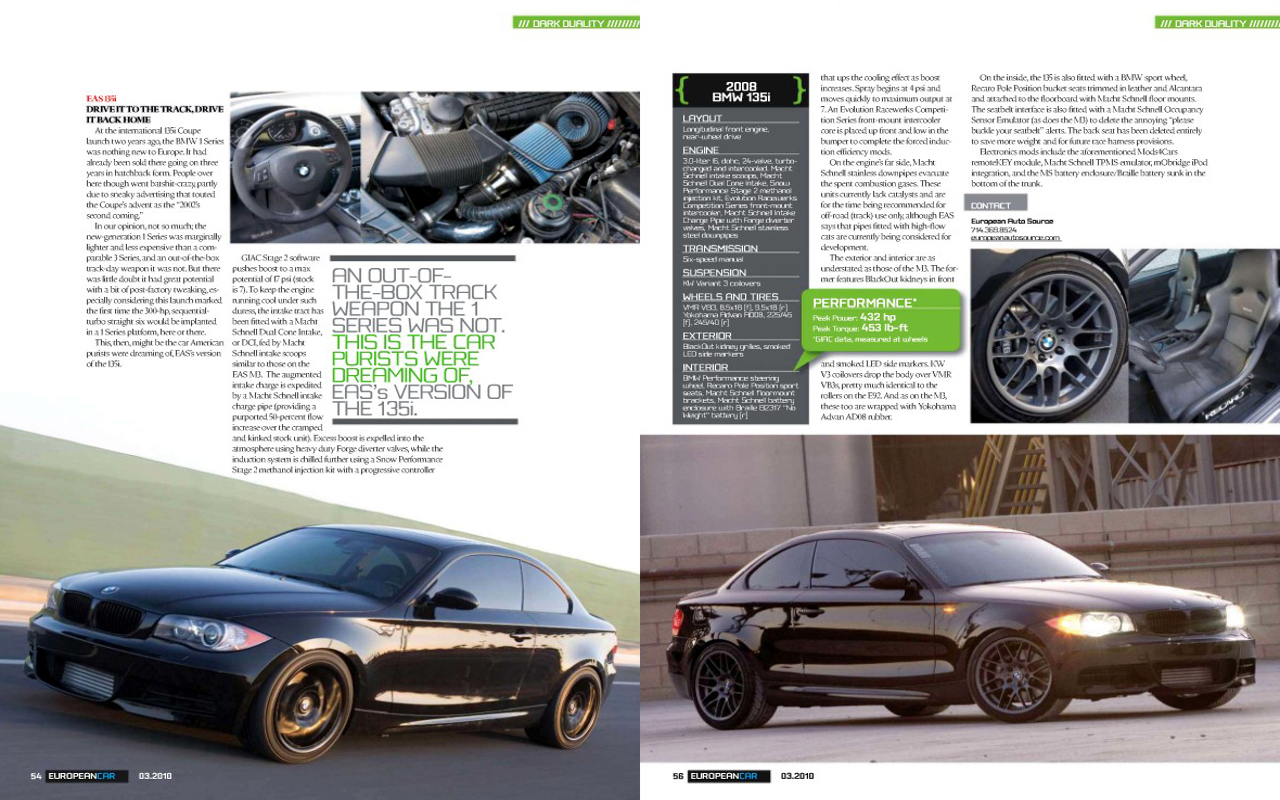 /// DARK DUALITY ////////
EAS 135i
DRIVE IT TO THE TRACK, DRIVE
IT BACK HOME
At the international 135i Coupe
launch two years ago, the BMW 1 Series
was nothing new to Europe. It had
already been sold there going on three
years in hatchback form. People over
here though went batshit-crazy, partly
due to sneaky advertising that touted
the Coupe's advent as the "2002's
second coming."
In our opinion, not so much; the
new-generation 1 Series was marginally
lighter and less expensive than a com-
parable 3 Series, and an out-of-the-box
track-day weapon it was not. But there
was little doubt it had great potential
with a bit of post-factory tweaking, es-
pecially considering this launch marked
the first time the 300-hp, sequential-
turbo straight six would be implanted
in a 1 Series platform, here or there.
This, then, might be the car American
purists were dreaming of, EAS's version
of the 135i.
GIAC Stage 2 software
pushes boost to a max
potential of 17 psi (stock
is 7). To keep the engine
running cool under such
duress, the intake tract has
been fitted with a Macht
Schnell Dual Cone Intake,
or DCI, fed by Macht
Schnell intake scoops
similar to those on the
EAS M3. The augmented
intake charge is expedited
by a Macht Schnell intake
charge pipe (providing a
purported 50-percent flow
increase over the cramped
and kinked stock unit). Excess boost is expelled into the
atmosphere using heavy duty Forge diverter valves, while the
induction system is chilled further using a Snow Performance
Stage 2 methanol injection kit with a progressive controller
AN OUT-OF-
THE-BOX TRACK
WEAPON THE 1
SERIES WAS NOT.
THIS IS THE CAR
PURISTS WERE
DREAMING OF,
EAS's VERSION OF
THE 135i.
54 EUROPEANCAR 03.2010
/// DARK DUALITY ////////
{ 2008 }
BMW 135i
LAYOUT
Longitudinal front engine,
rear-wheel drive
ENGINE
3.0-liter I6, dohc, 24-valve, turbo-
charged and intercooled. Macht
Schnell intake scoops, Macht
Schnell Dual Cone Intake, Snow
Performance Stage 2 methanol
injection kit, Evolution Racewerks
Competition Series front-mount
intercooler, Macht Schnell Intake
Charge Pipe with Forge diverter
valves, Macht Schnell stainless
steel downpipes
TRANSMISSION
Six-speed manual
SUSPENSION
KW Variant 3 coilovers
WHEELS AND TIRES
VMR VB3, 8.5x18 (f), 9.5x18 (r)
Yokohama Advan AD08, 225/45
(f), 245/40 (r)
EXTERIOR
BlackOut kidney grilles, smoked
LED side markers
INTERIOR
BMW Performance steering
wheel, Recaro Pole Position sport
seats, Macht Schnell floormount
brackets, Macht Schnell battery
enclosure with Braille B2317 "No
Weight" battery (r)
that ups the cooling effect as boost
increases. Spray begins at 4 psi and
moves quickly to maximum output at
7. An Evolution Racewerks Competi-
tion Series front-mount intercooler
core is placed up front and low in the
bumper to complete the forced induc-
tion efficiency mods.
On the engine's far side, Macht
Schnell stainless downpipes evacuate
the spent combustion gases. These
units currently lack catalysts and are
for the time being recommended for
off-road (track) use only, although EAS
says that pipes fitted with high-flow
cats are currently being considered for
development.
The exterior and interior are as
understated as those of the M3. The for-
mer features BlackOut kidneys in front
PERFORMANCE*
Peak Power: 432 hp
Peak Torque: 453 lb-ft
*GIAC data, measured at wheels
and smoked LED side markers. KW
V3 coilovers drop the body over VMR
VB3s, pretty much identical to the
rollers on the E92. And as on the M3,
these too are wrapped with Yokohama
Advan AD08 rubber.
On the inside, the 135 is also fitted with a BMW sport wheel,
Recaro Pole Position bucket seats trimmed in leather and Alcantara
and attached to the floorboard with Macht Schnell floor mounts.
The seatbelt interface is also fitted with a Macht Schnell Occupancy
Sensor Emulator (as does the M3) to delete the annoying "please
buckle your seatbelt" alerts. The back seat has been deleted entirely
to save more weight and for future race harness provisions.
Electronics mods include the aforementioned Mods4Cars
remoteKEY module, Macht Schnell TPMS emulator, mObridge iPod
integration, and the MS battery enclosure/Braille battery sunk in the
bottom of the trunk.
CONTACT
European Auto Source
714.369.8524
europeanautosource.com
RECARO
56 EUROPEANCAR 03.2010